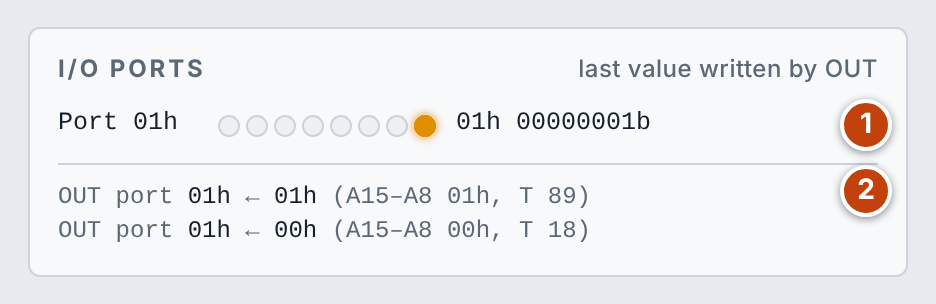 I/O PORTS last value written by OUT
Port 01h 01h 00000001b 1
OUT port 01h ← 01h (A15–A8 01h, T 89) 2
OUT port 01h ← 00h (A15–A8 00h, T 18)